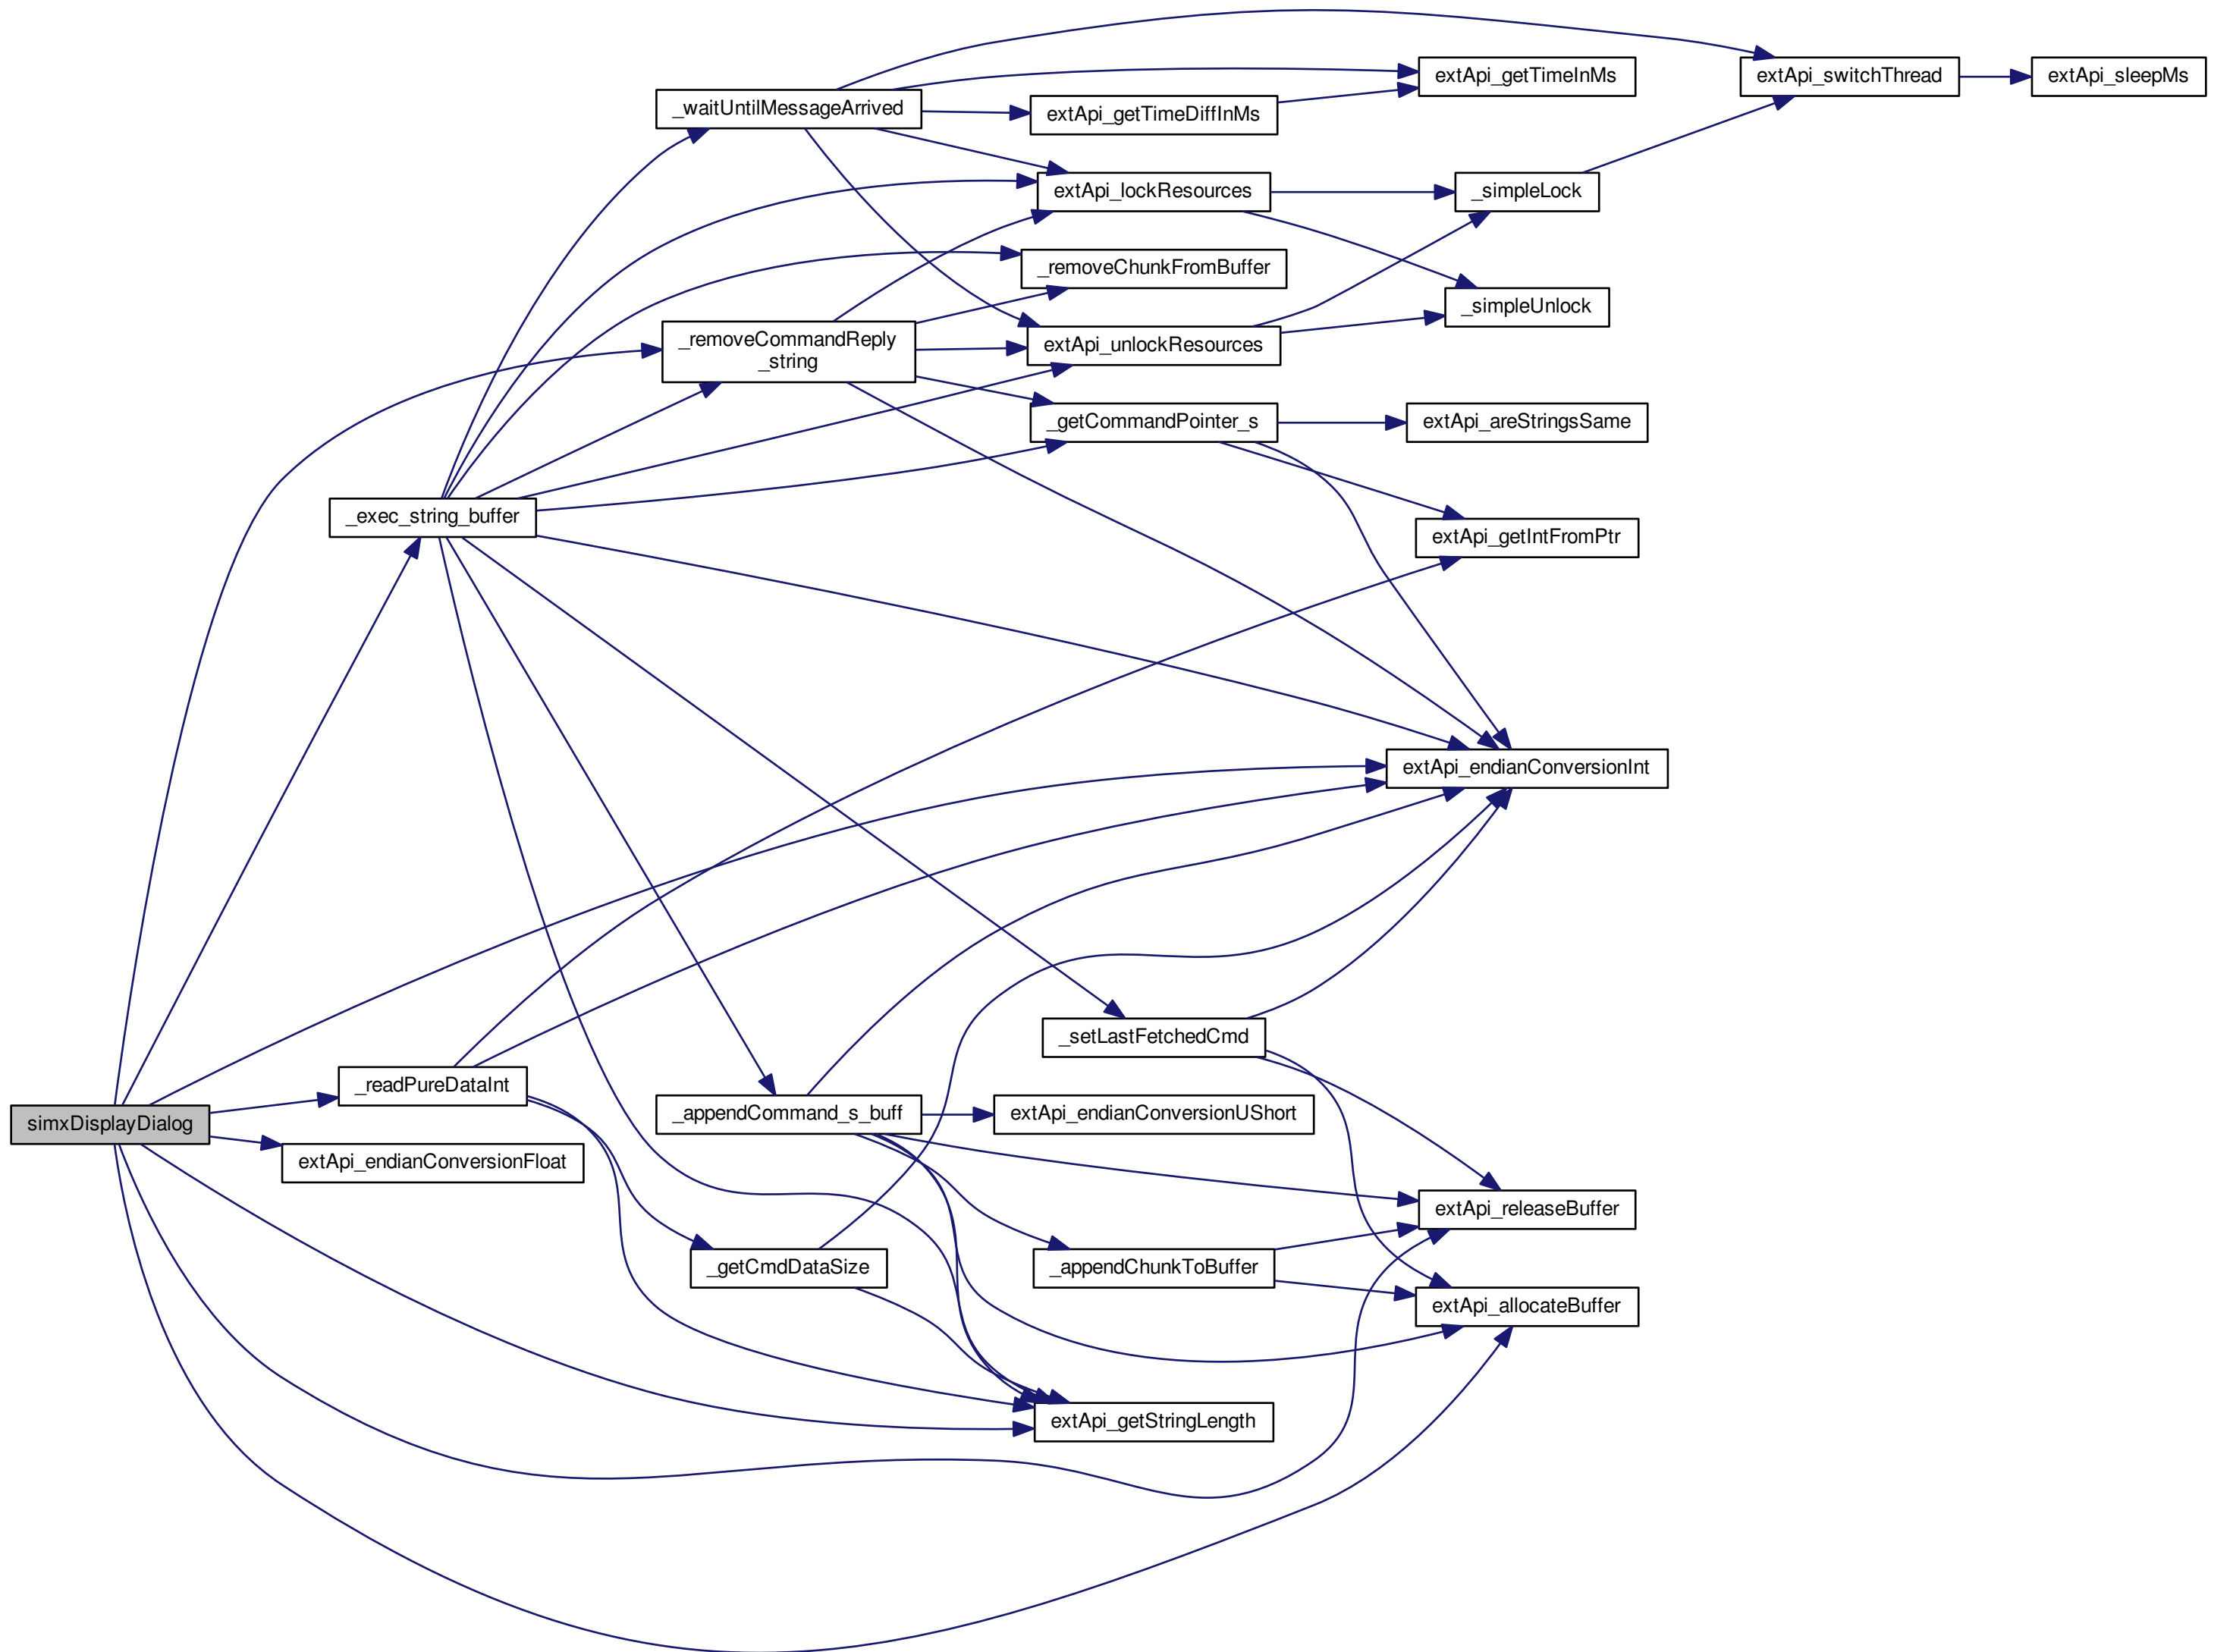 extApi_switchThread
extApi_sleepMs
extApi_getTimeInMs
_waitUntilMessageArrived
extApi_getTimeDiffInMs
extApi_lockResources
_simpleLock
_removeChunkFromBuffer
_simpleUnlock
_removeCommandReply
_string
extApi_unlockResources
_getCommandPointer_s
extApi_areStringsSame
_exec_string_buffer
extApi_getIntFromPtr
extApi_endianConversionInt
_setLastFetchedCmd
_readPureDataInt
simxDisplayDialog
_appendCommand_s_buff
extApi_endianConversionUShort
extApi_endianConversionFloat
extApi_releaseBuffer
_getCmdDataSize
_appendChunkToBuffer
extApi_allocateBuffer
extApi_getStringLength